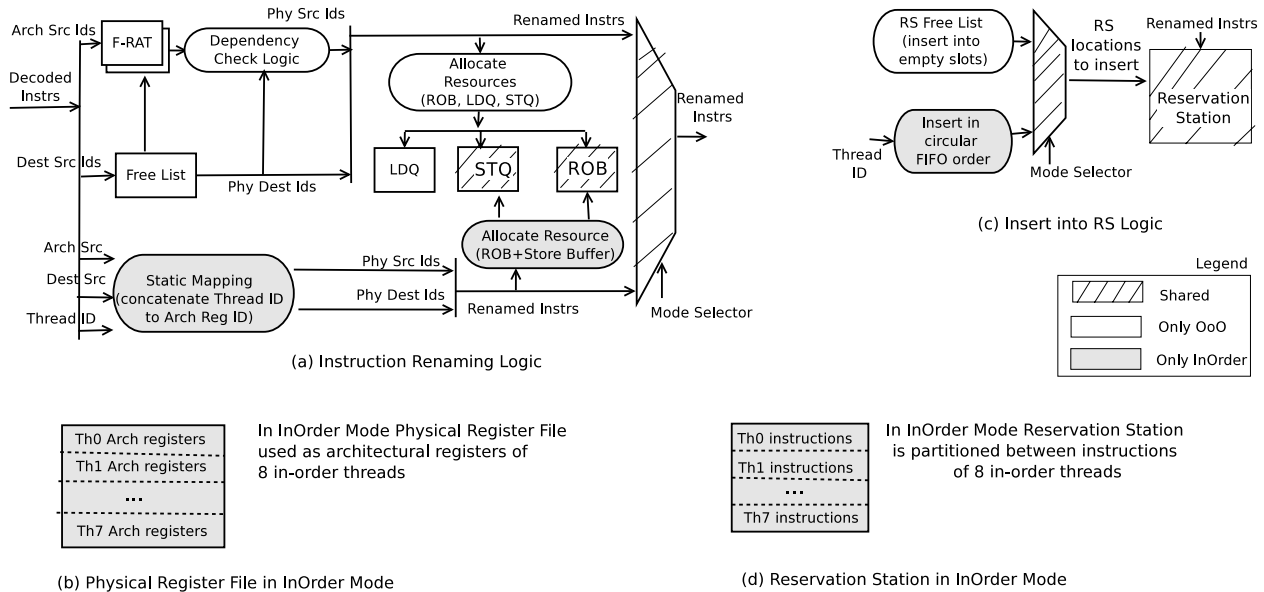 Arch Src Ids
F-RAT
Phy Src Ids
Dependency
Check Logic
Renamed Instrs
Decoded
Instrs
Allocate
Resources
(ROB, LDQ, STQ)
Renamed
Instrs
LDQ
STQ
ROB
Dest Src Ids
Free List
Phy Dest Ids
Allocate Resource
(ROB+Store Buffer)
Arch Src
Dest Src
Thread ID
Static Mapping
(concatenate Thread ID
to Arch Reg ID)
Phy Src Ids
Phy Dest Ids
Renamed Instrs
Mode Selector
(a) Instruction Renaming Logic
RS Free List
(insert into
empty slots)
RS
locations
to insert
Renamed Instrs
Reservation
Station
Insert in
circular
FIFO order
Thread
ID
Mode Selector
(c) Insert into RS Logic
Legend
Shared
Only OoO
Only InOrder
Th0 Arch registers
Th1 Arch registers
...
Th7 Arch registers
In InOrder Mode Physical Register File
used as architectural registers of
8 in-order threads
(b) Physical Register File in InOrder Mode
Th0 instructions
Th1 instructions
...
Th7 instructions
In InOrder Mode Reservation Station
is partitioned between instructions
of 8 in-order threads
(d) Reservation Station in InOrder Mode